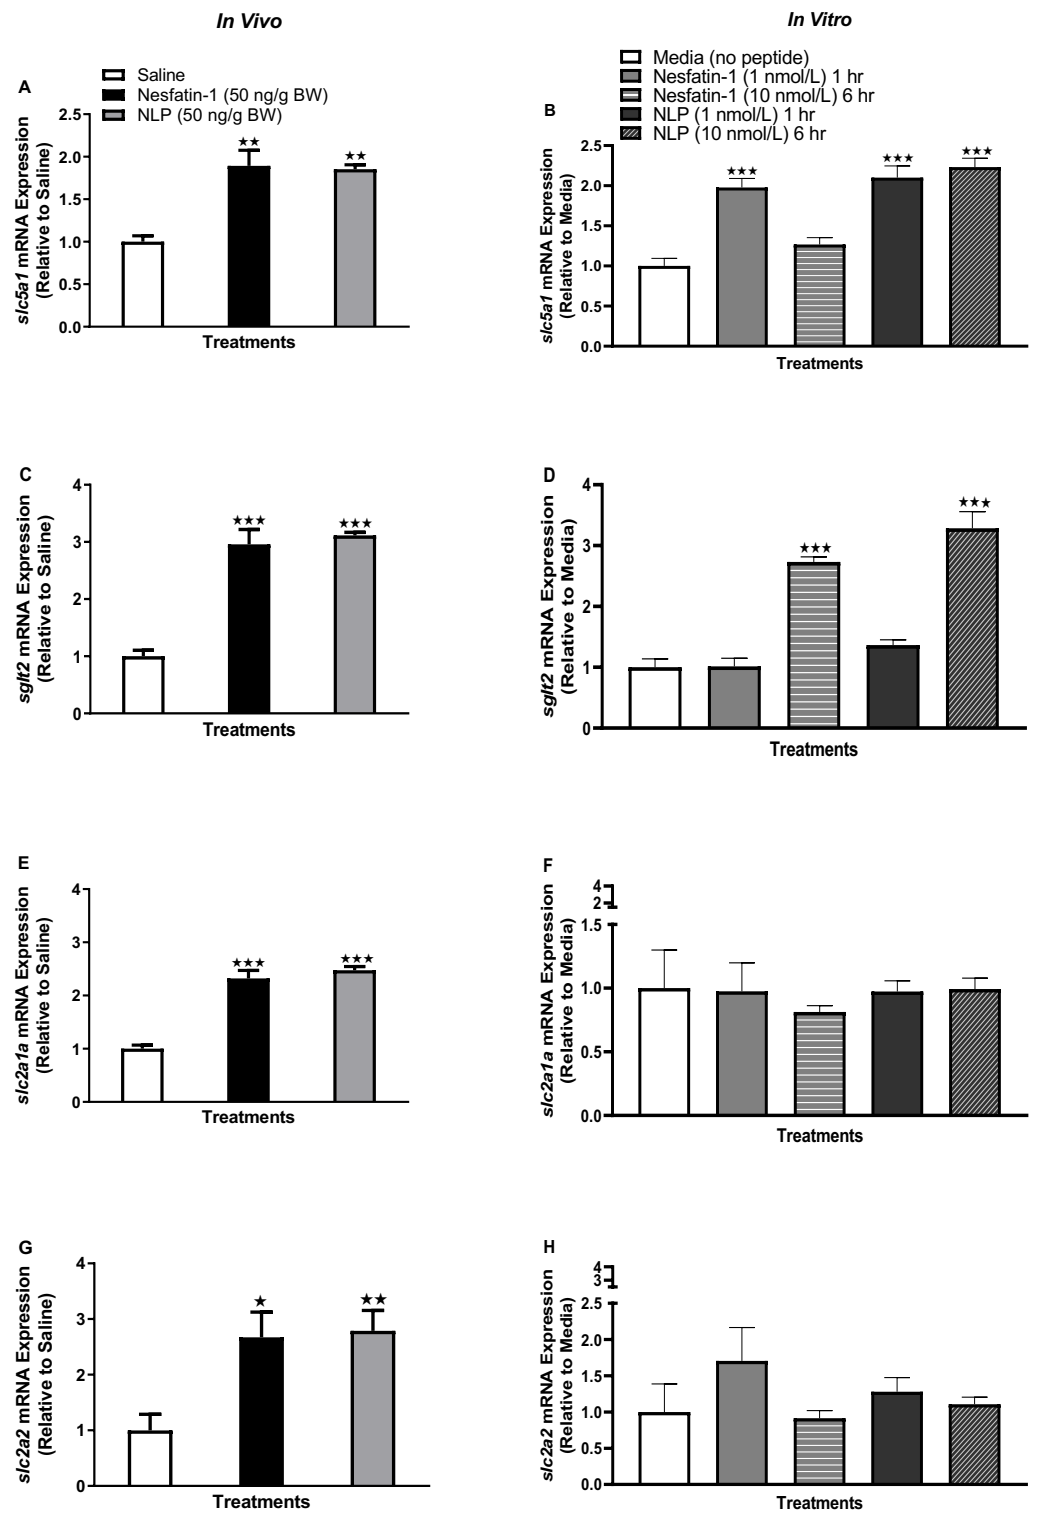 In Vivo
In Vitro
A
Saline
Nesfatin-1 (50 ng/g BW)
NLP (50 ng/g BW)
slc5a1 mRNA Expression
(Relative to Saline)
2.5
2.0
1.5
1.0
0.5
0.0
★★
★★
Treatments
B
Media (no peptide)
Nesfatin-1 (1 nmol/L) 1 hr
Nesfatin-1 (10 nmol/L) 6 hr
NLP (1 nmol/L) 1 hr
NLP (10 nmol/L) 6 hr
slc5a1 mRNA Expression
(Relative to Media)
2.5
2.0
1.5
1.0
0.5
0.0
★★★
★★★
★★★
Treatments
C
sglt2 mRNA Expression
(Relative to Saline)
4
3
2
1
0
★★★
★★★
Treatments
D
sglt2 mRNA Expression
(Relative to Media)
4
3
2
1
0
★★★
★★★
Treatments
E
slc2a1a mRNA Expression
(Relative to Saline)
4
3
2
1
0
★★★
★★★
Treatments
F
slc2a1a mRNA Expression
(Relative to Media)
4
2
1.5
1.0
0.5
0.0
Treatments
G
slc2a2 mRNA Expression
(Relative to Saline)
4
3
2
1
0
★
★★
Treatments
H
slc2a2 mRNA Expression
(Relative to Media)
4
3
2.5
2.0
1.5
1.0
0.5
0.0
Treatments